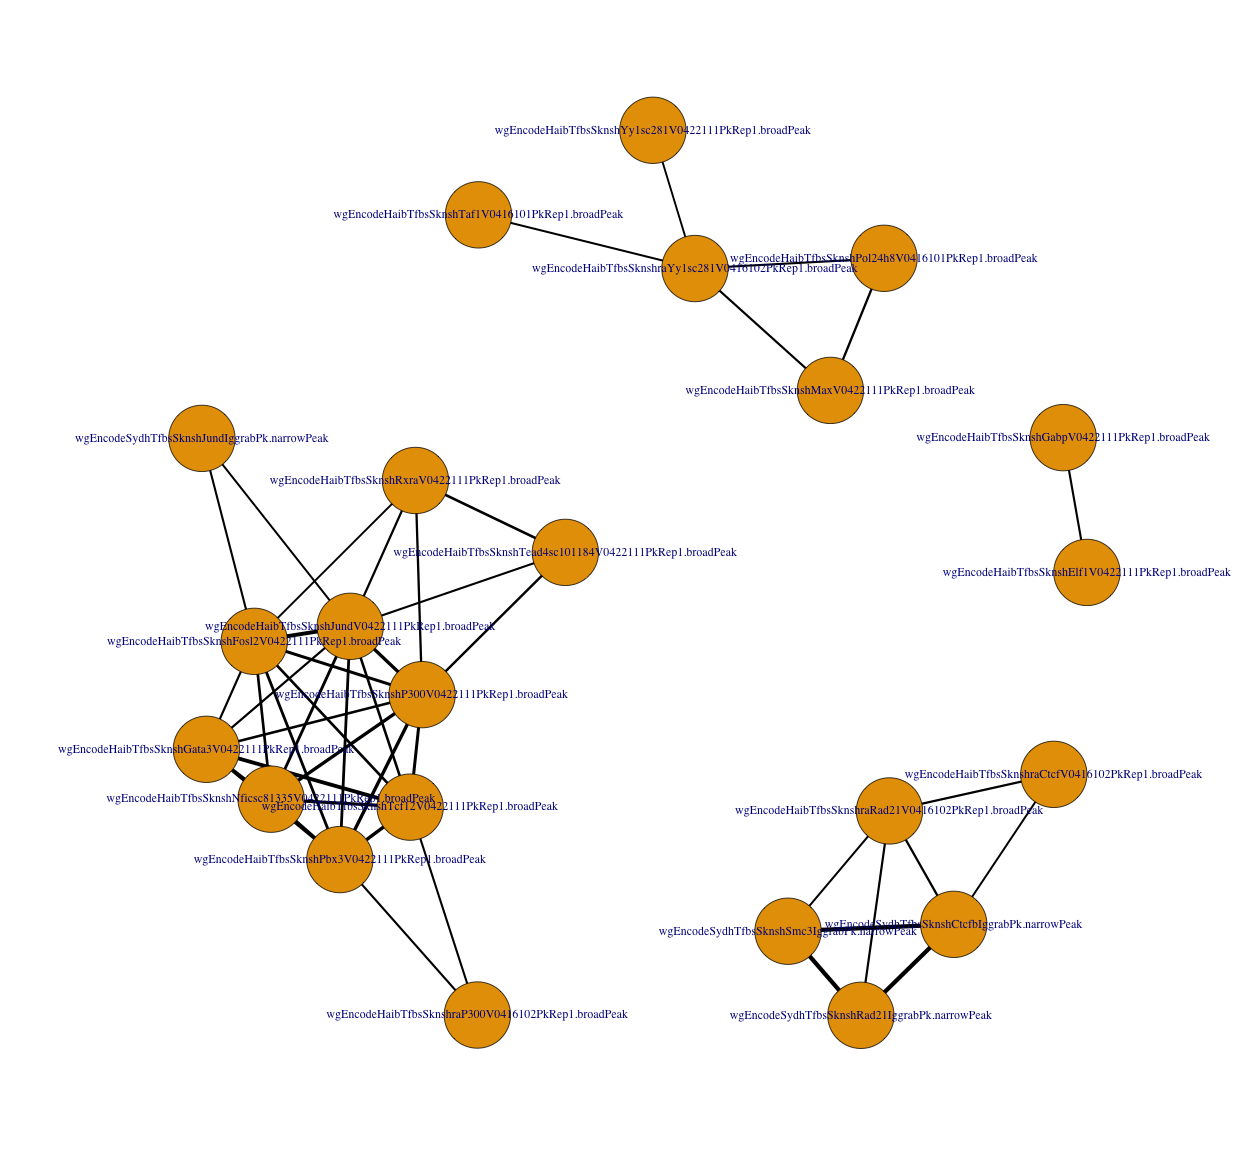 wgEncodeHaibTfbsSknshYy1sc281V0422111PkRep1.broadPeak
wgEncodeHaibTfbsSknshTaf1V0416101PkRep1.broadPeak
wgEncodeHaibTfbsSknshPol24h8V0416101PkRep1.broadPeak
wgEncodeHaibTfbsSknshraYy1sc281V0416102PkRep1.broadPeak
wgEncodeHaibTfbsSknshMaxV0422111PkRep1.broadPeak
wgEncodeHaibTfbsSknshGabpV0422111PkRep1.broadPeak
wgEncodeSydhTfbsSknshJundIggrabPk.narrowPeak
wgEncodeHaibTfbsSknshRxraV0422111PkRep1.broadPeak
wgEncodeHaibTfbsSknshTead4sc101184V0422111PkRep1.broadPeak
wgEncodeHaibTfbsSknshElf1V0422111PkRep1.broadPeak
wgEncodeHaibTfbsSknshJundV0422111PkRep1.broadPeak
wgEncodeHaibTfbsSknshFosl2V0422111PkRep1.broadPeak
wgEncodeHaibTfbsSknshP300V0422111PkRep1.broadPeak
wgEncodeHaibTfbsSknshGata3V0422111PkRep1.broadPeak
wgEncodeHaibTfbsSknshraCtcfV0416102PkRep1.broadPeak
wgEncodeHaibTfbsSknshNficsc81335V0422111PkRep1.broadPeak
wgEncodeHaibTfbsSknshTcf12V0422111PkRep1.broadPeak
wgEncodeHaibTfbsSknshraRad21V0416102PkRep1.broadPeak
wgEncodeHaibTfbsSknshPbx3V0422111PkRep1.broadPeak
wgEncodeSydhTfbsSknshCtcfbIggrabPk.narrowPeak
wgEncodeSydhTfbsSknshSmc3IggrabPk.narrowPeak
wgEncodeHaibTfbsSknshraP300V0416102PkRep1.broadPeak
wgEncodeSydhTfbsSknshRad21IggrabPk.narrowPeak